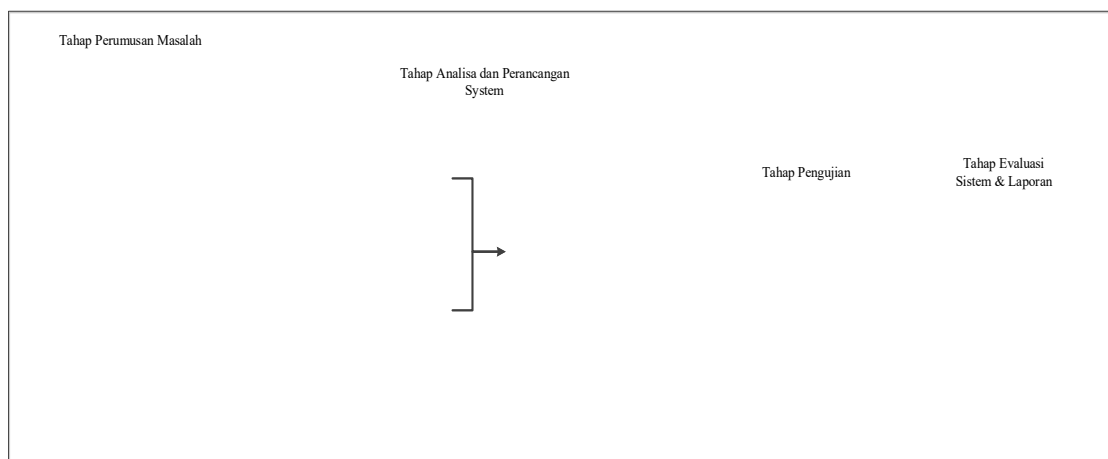 Tahap Perumusan Masalah
Tahap Analisa dan Perancangan
System
Tahap Pengujian
Tahap Evaluasi
Sistem & Laporan